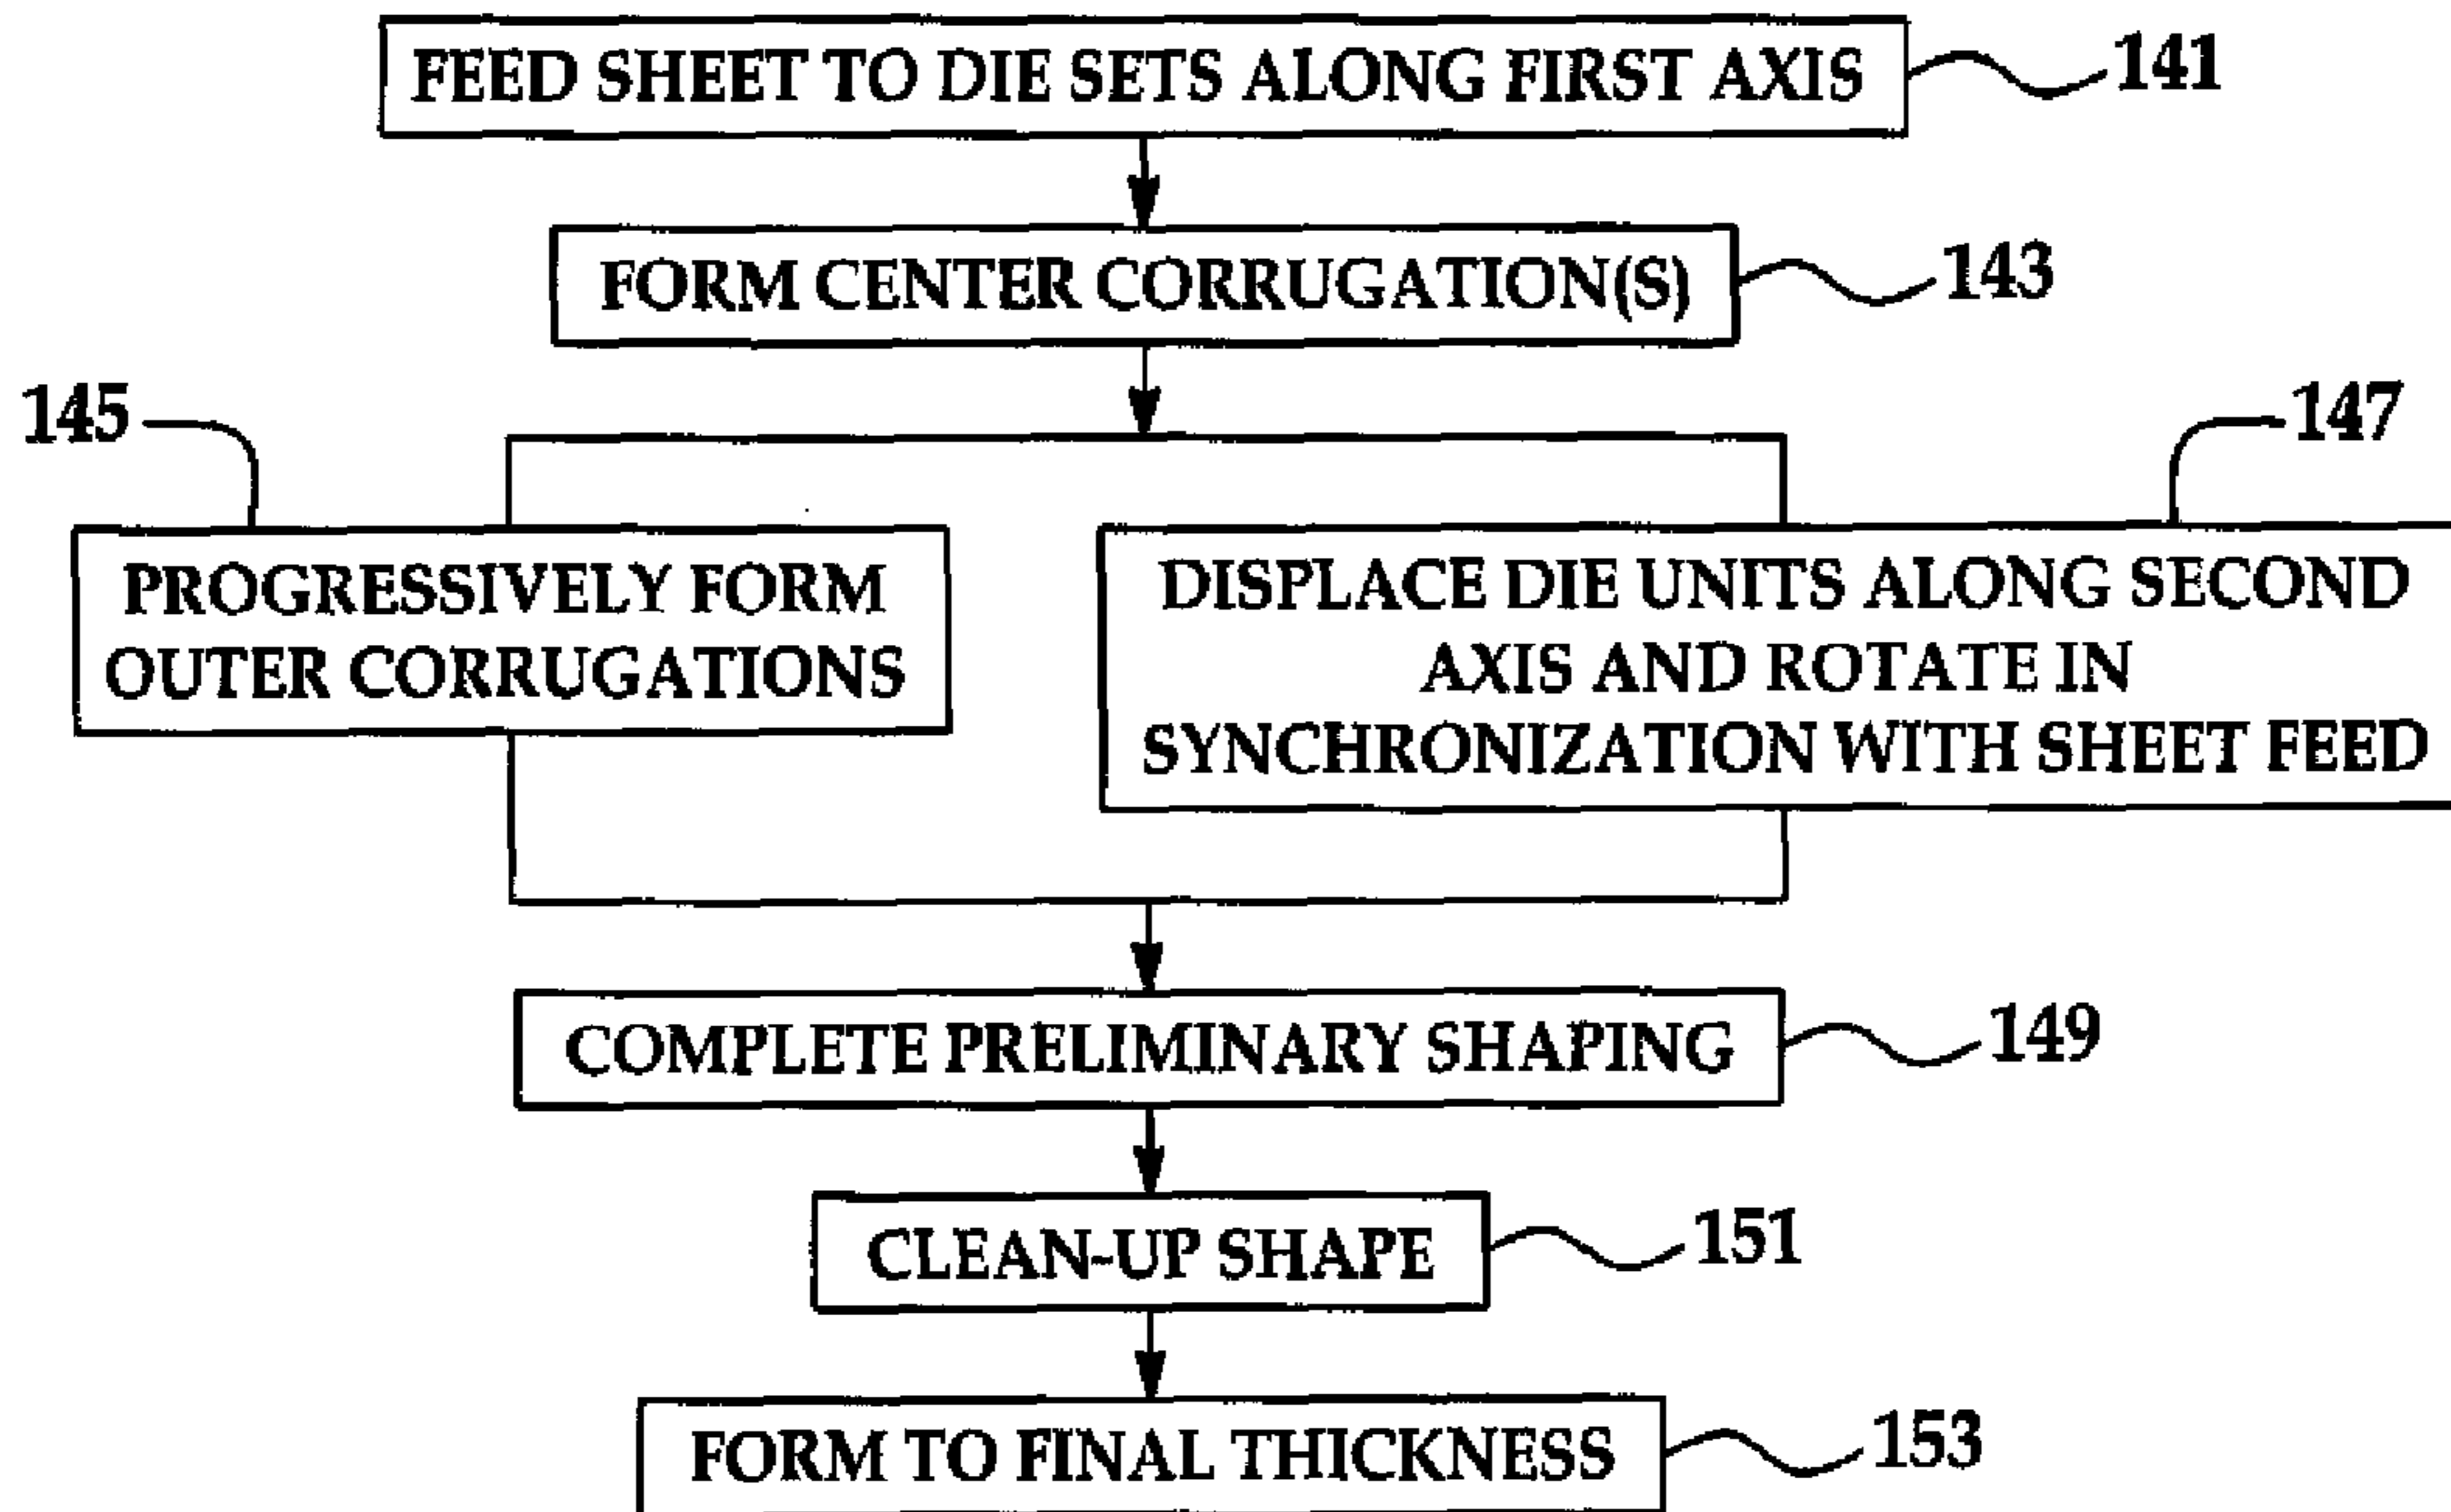 FEED SHEET TO DIE SETS ALONG FIRST AXIS
141
FORM CENTER CORRUGATION(S)
143
145
147
PROGRESSIVELY FORM
OUTER CORRUGATIONS
DISPLACE DIE UNITS ALONG SECOND
AXIS AND ROTATE IN
SYNCHRONIZATION WITH SHEET FEED
COMPLETE PRELIMINARY SHAPING
149
CLEAN-UP SHAPE
151
FORM TO FINAL THICKNESS
153